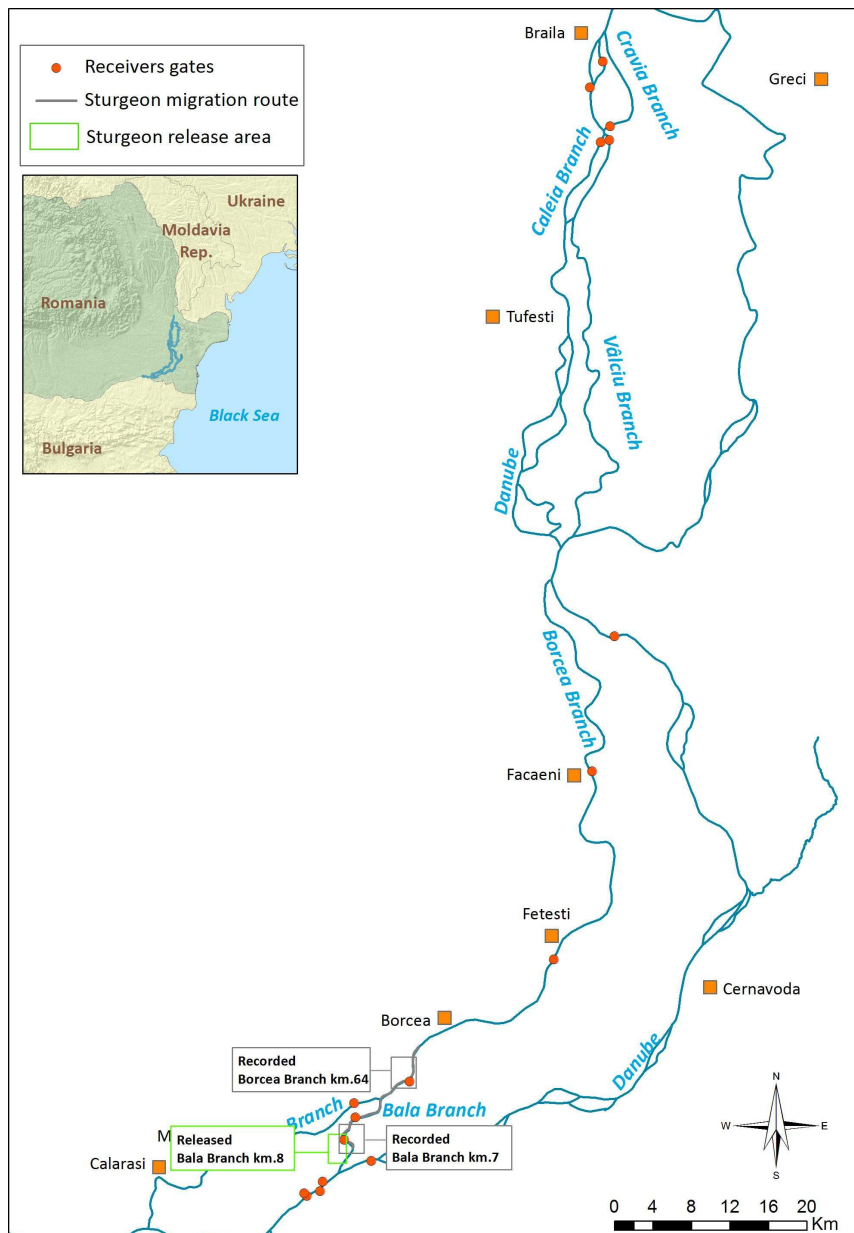 Receivers gates
Sturgeon migration route
Sturgeon release area
Ukraine
Moldavia
Rep.
Romania
Black Sea
Bulgaria
Braila
Cravia Branch
Greci
Caleia Branch
Tufesti
Vâlciu Branch
Danube
Borcea Branch
Facaeni
Fetesti
Cernavoda
Borcea
Danube
Recorded
Borcea Branch km.64
Branch
Bala Branch
M
Released
Bala Branch km.8
Recorded
Bala Branch km.7
Calarasi
N
W E
S
0 4 8 12 16 20
Km